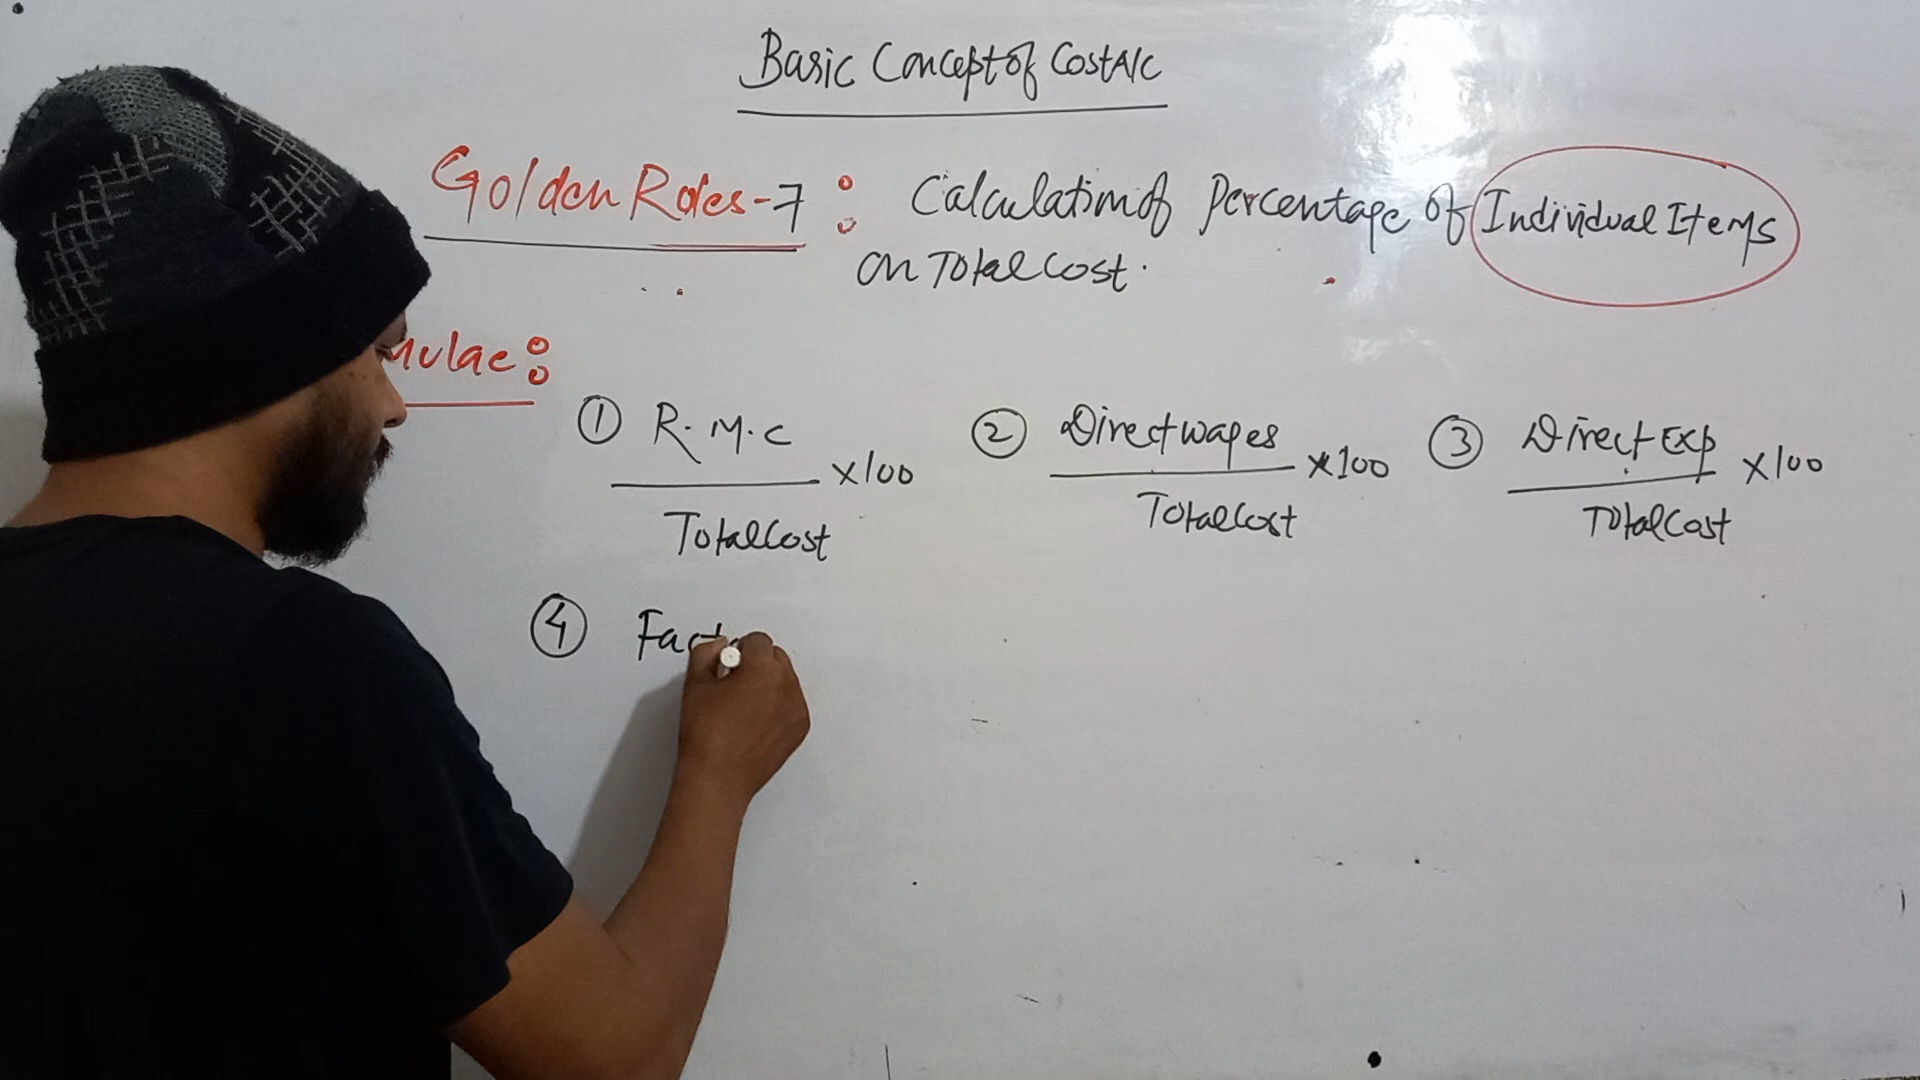 Basic Concept of Cost A/C
Golden Roles-7 : Calculation of Percentage of Individual Items
on Total Cost.
mulae:
① R.M.C / Total Cost ×100 ② Direct wages / Total Cost ×100 ③ Direct Exp / Total Cost ×100
④ Fact